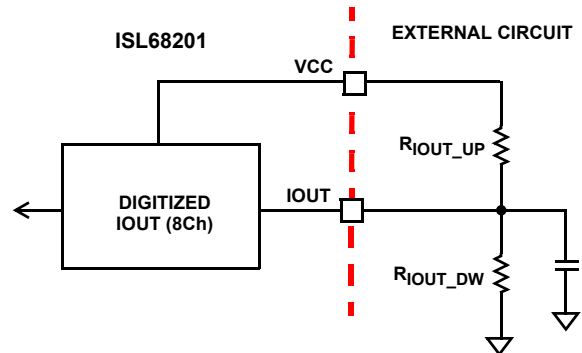 ISL68201
EXTERNAL CIRCUIT
VCC
RIOUT_UP
DIGITIZED
IOUT (8Ch)
IOUT
RIOUT_DW